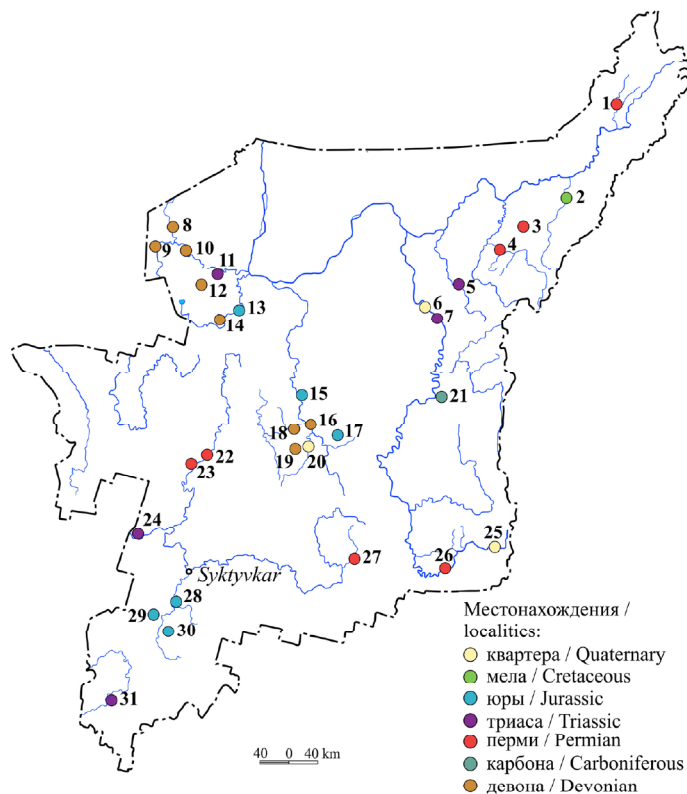 1
2
3
4
5
6
7
8
9
10
11
12
13
14
15
16
17
18
19
20
21
22
23
24
25
26
27
28
29
30
31
Syktyvkar
Местонахождения /
localitics:
квартера / Quaternary
мела / Cretaceous
юры / Jurassic
триаса / Triassic
перми / Permian
карбона / Carboniferous
девона / Devonian
40 0 40 km